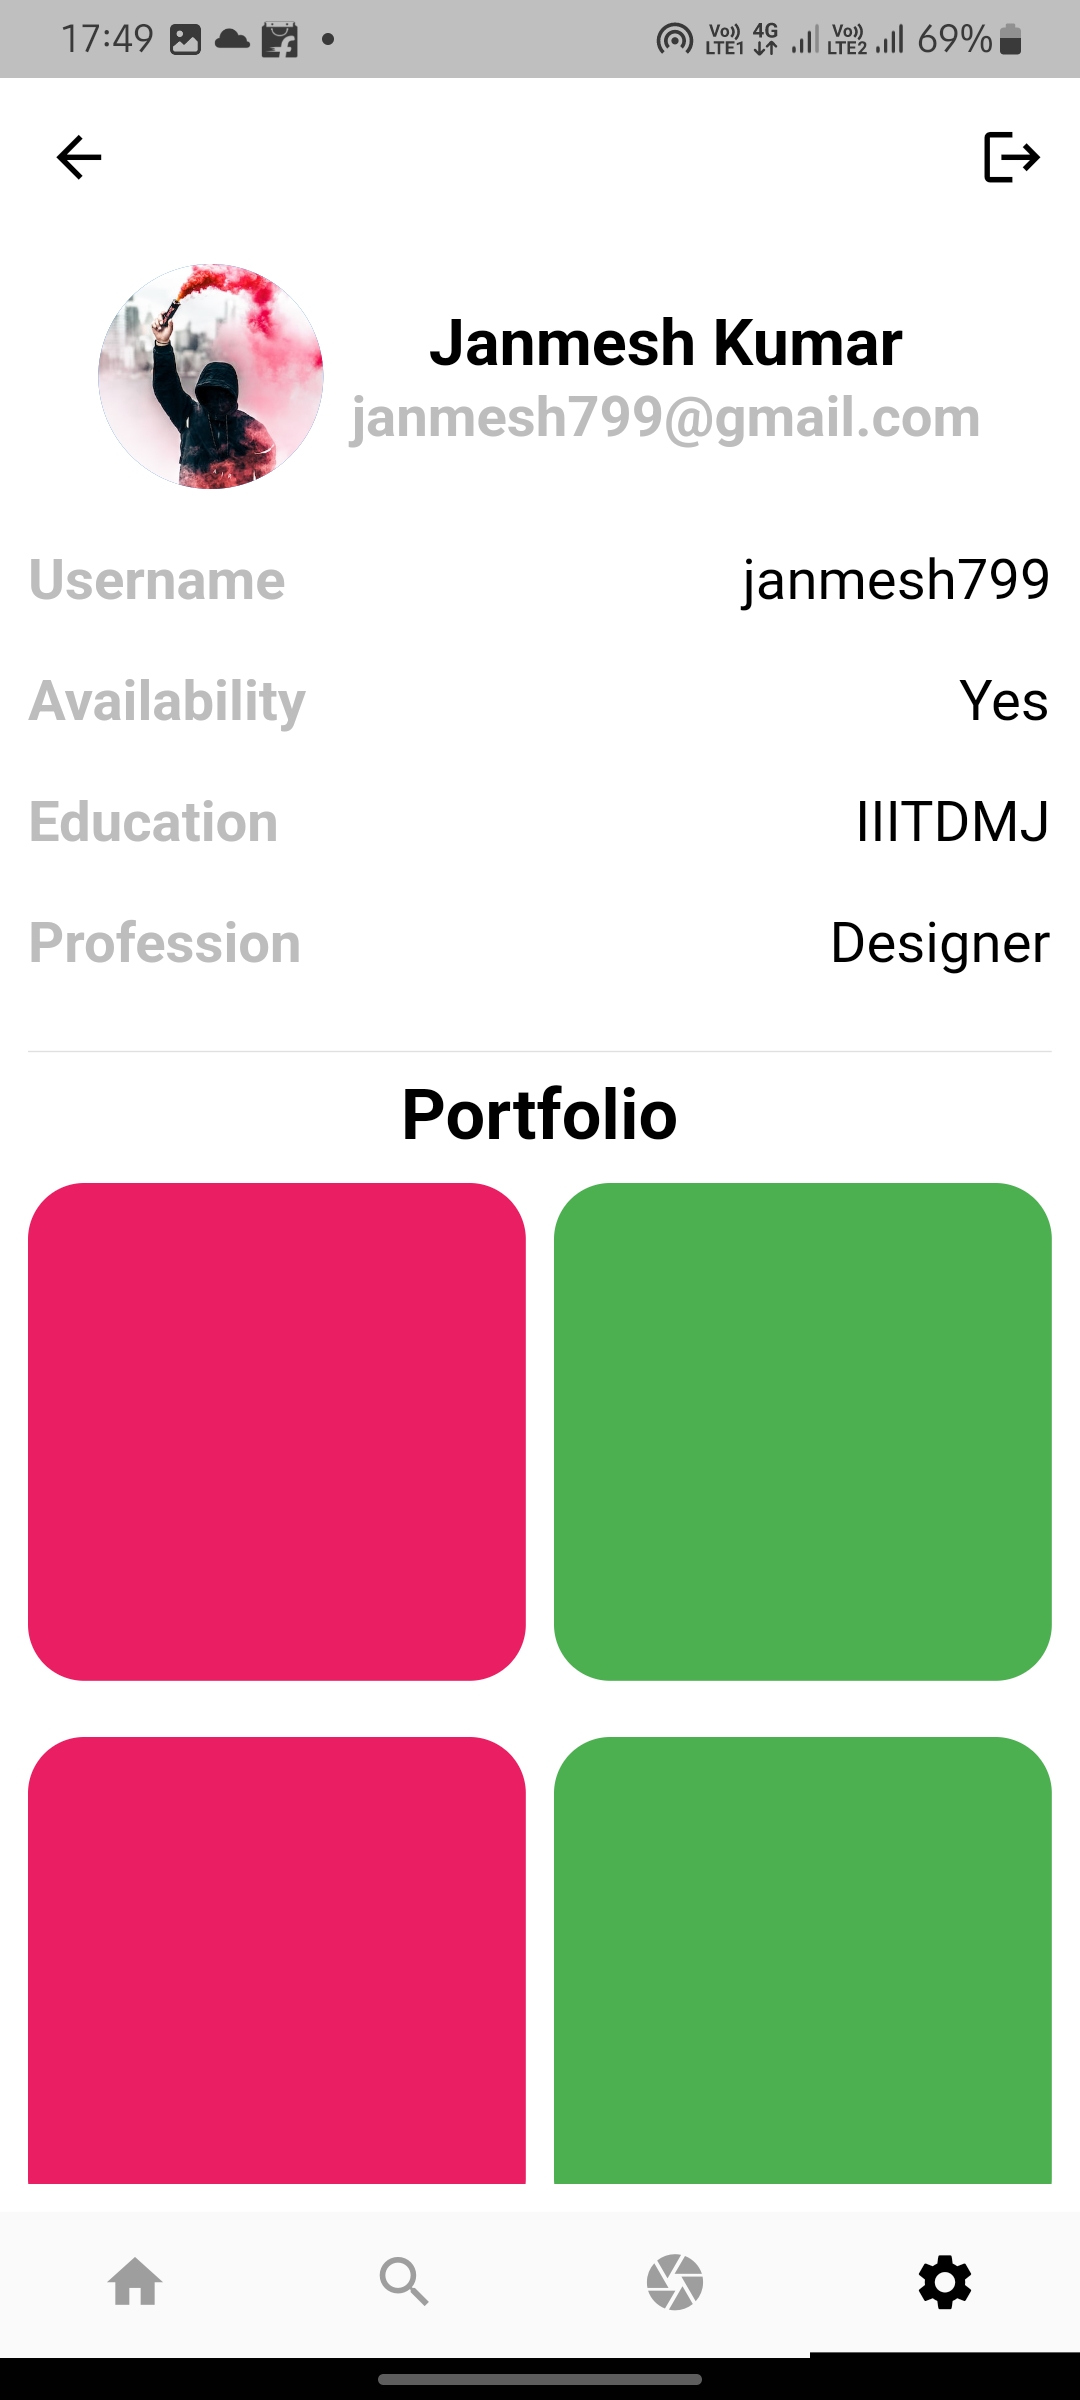 17:49
Vo)) LTE1 4G Vo)) LTE2 69%
Janmesh Kumar
janmesh799@gmail.com
Username janmesh799
Availability Yes
Education IIITDMJ
Profession Designer
Portfolio